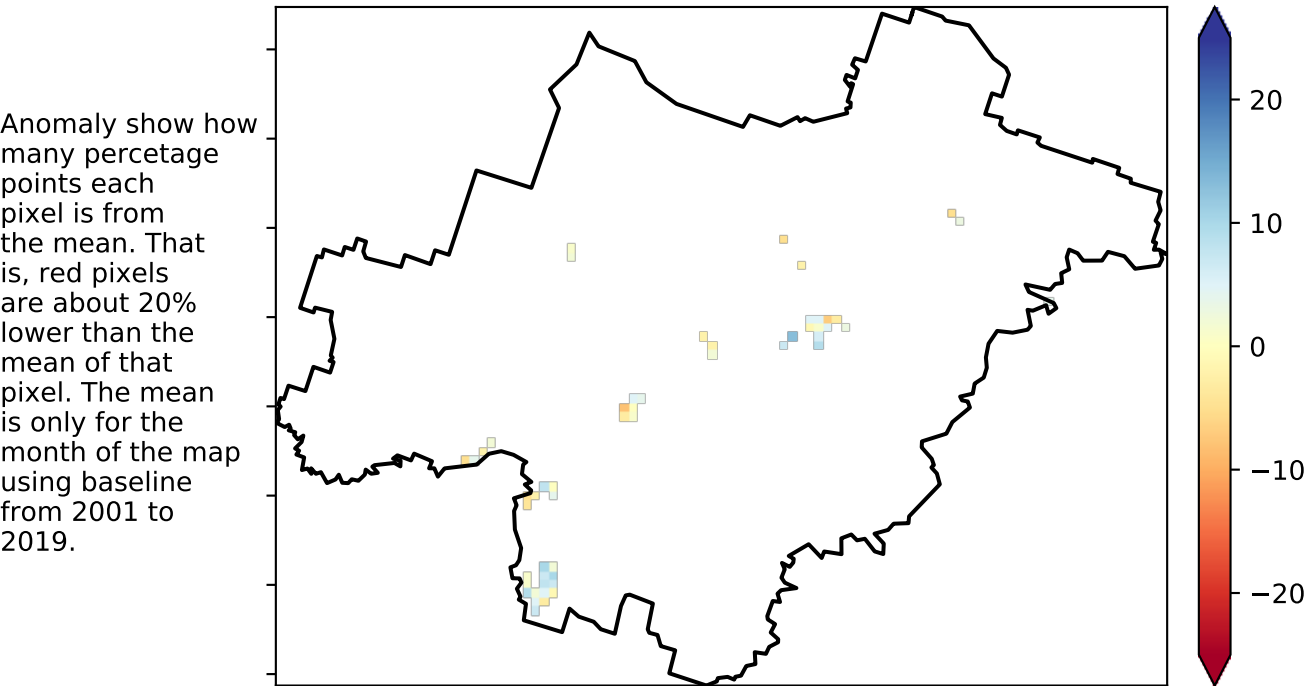 Anomaly show how
many percetage
points each
pixel is from
the mean. That
is, red pixels
are about 20%
lower than the
mean of that
pixel. The mean
is only for the
month of the map
using baseline
from 2001 to
2019.
20
10
0
−10
−20